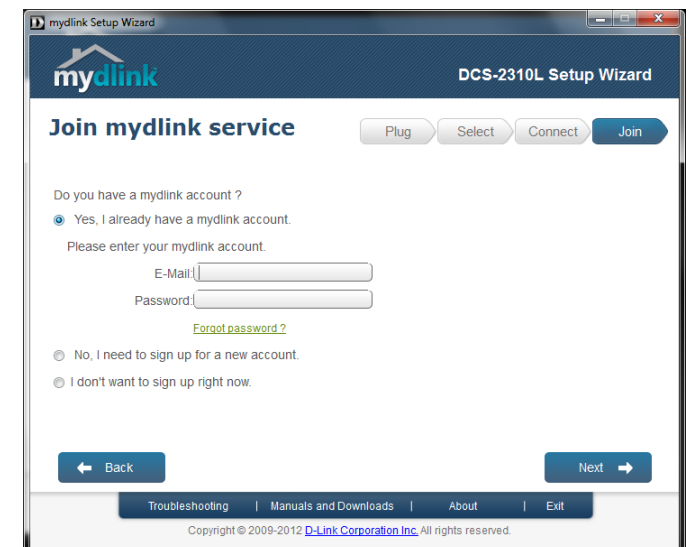 mydlink Setup Wizard
mydlink
DCS-2310L Setup Wizard
Join mydlink service
Plug Select Connect Join
Do you have a mydlink account ?
Yes, I already have a mydlink account.
Please enter your mydlink account.
E-Mail:
Password:
Forgot password ?
No, I need to sign up for a new account.
I don't want to sign up right now.
Back Next
Troubleshooting | Manuals and Downloads | About | Exit
Copyright © 2009-2012 D-Link Corporation Inc. All rights reserved.